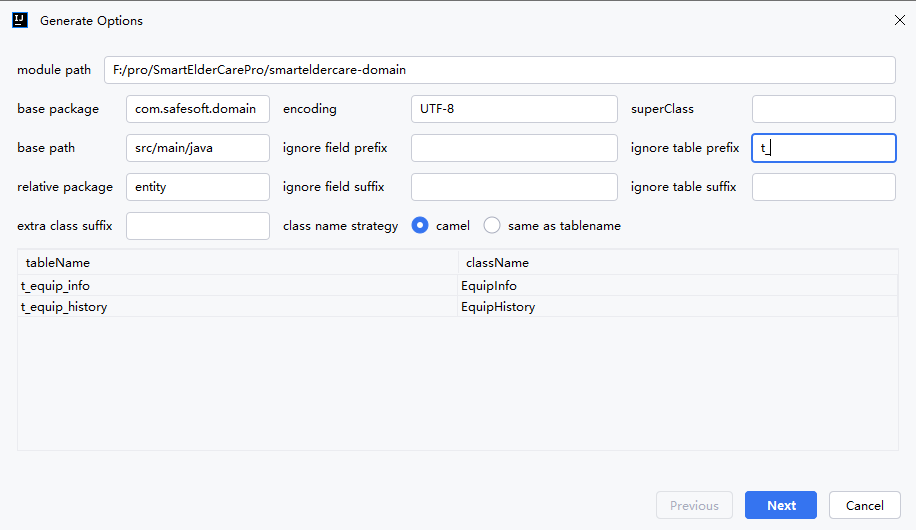 IJ Generate Options
module path F:/pro/SmartElderCarePro/smarteldercare-domain
base package com.safesoft.domain encoding UTF-8 superClass
base path src/main/java ignore field prefix ignore table prefix t_
relative package entity ignore field suffix ignore table suffix
extra class suffix class name strategy camel same as tablename
tableName className
t_equip_info EquipInfo
t_equip_history EquipHistory
Previous Next Cancel